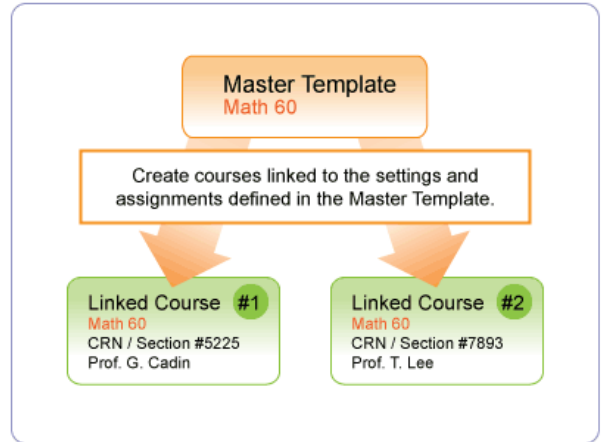 Master Template
Math 60
Create courses linked to the settings and
assignments defined in the Master Template.
Linked Course #1
Math 60
CRN / Section #5225
Prof. G. Cadin
Linked Course #2
Math 60
CRN / Section #7893
Prof. T. Lee